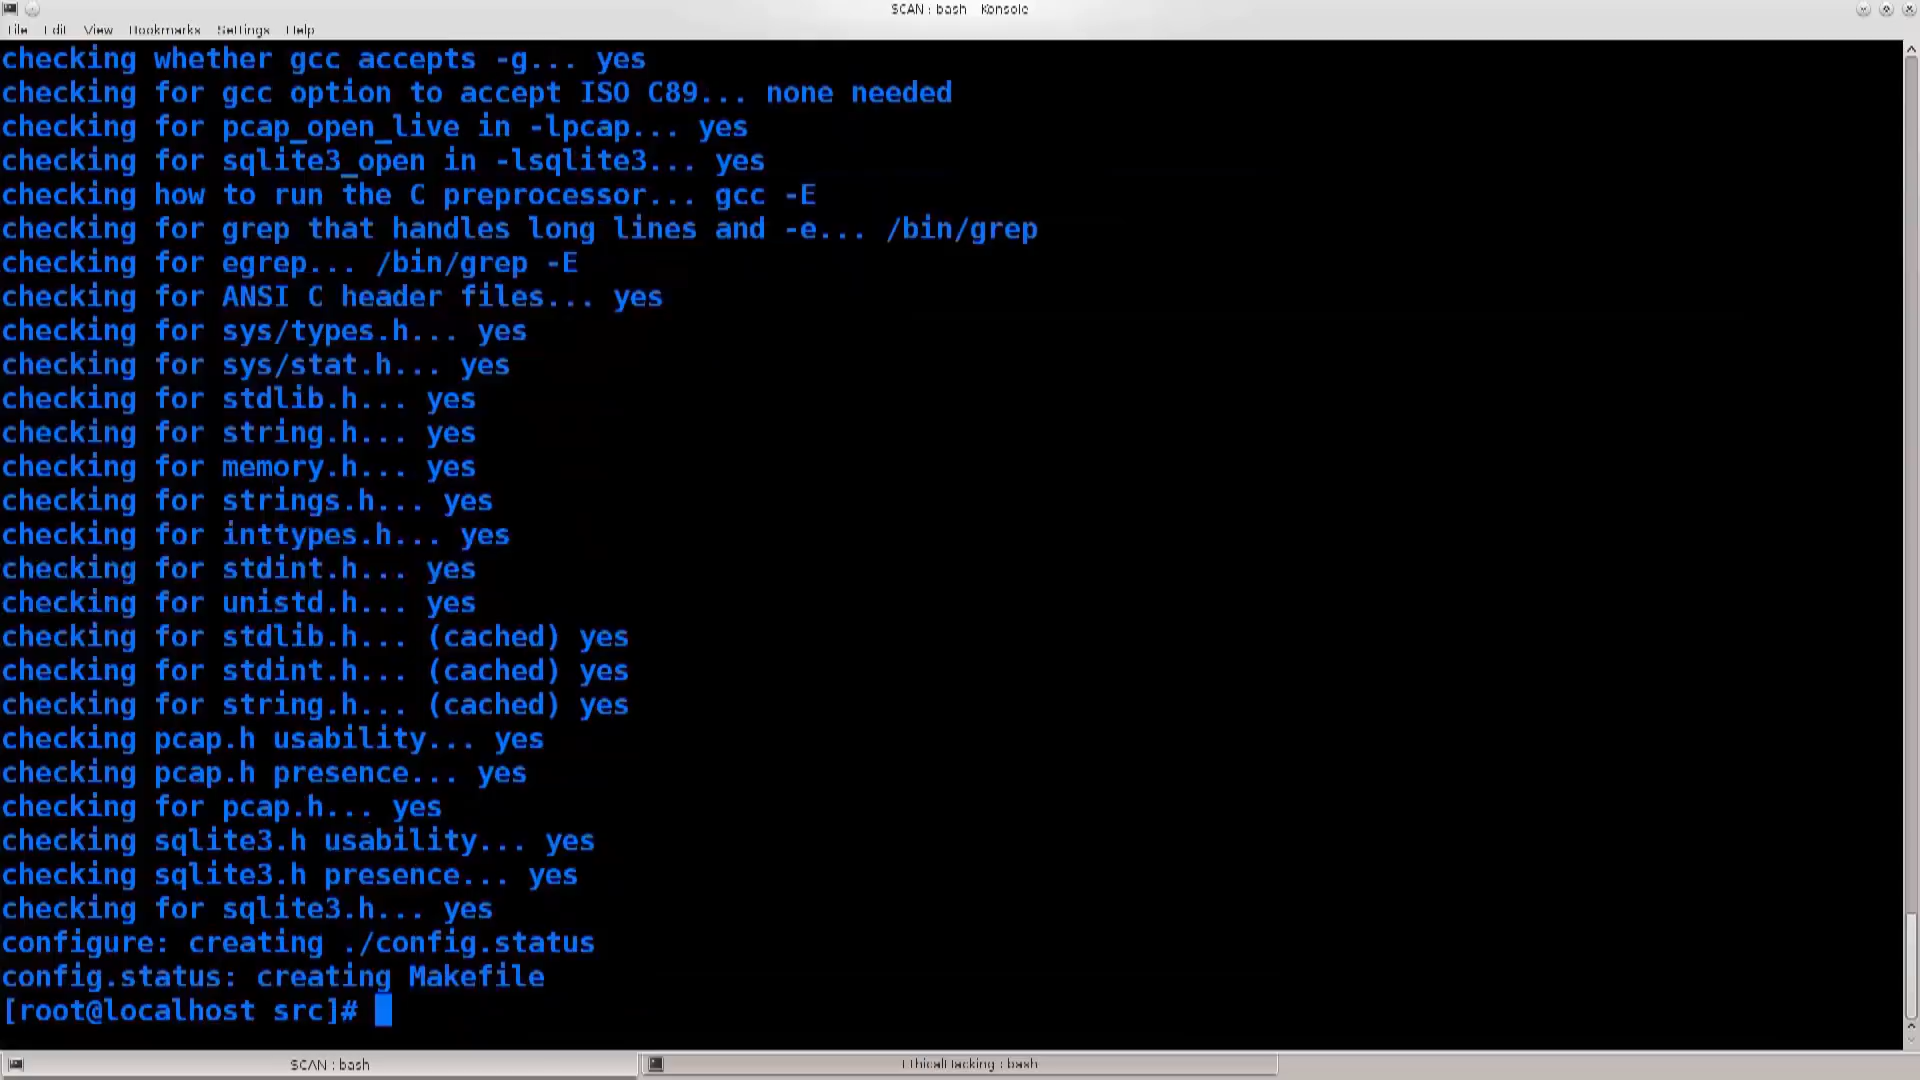 SCAN : bash   Konsole
File Edit View Bookmarks Settings Help
checking whether gcc accepts -g... yes
checking for gcc option to accept ISO C89... none needed
checking for pcap_open_live in -lpcap... yes
checking for sqlite3_open in -lsqlite3... yes
checking how to run the C preprocessor... gcc -E
checking for grep that handles long lines and -e... /bin/grep
checking for egrep... /bin/grep -E
checking for ANSI C header files... yes
checking for sys/types.h... yes
checking for sys/stat.h... yes
checking for stdlib.h... yes
checking for string.h... yes
checking for memory.h... yes
checking for strings.h... yes
checking for inttypes.h... yes
checking for stdint.h... yes
checking for unistd.h... yes
checking for stdlib.h... (cached) yes
checking for stdint.h... (cached) yes
checking for string.h... (cached) yes
checking pcap.h usability... yes
checking pcap.h presence... yes
checking for pcap.h... yes
checking sqlite3.h usability... yes
checking sqlite3.h presence... yes
checking for sqlite3.h... yes
configure: creating ./config.status
config.status: creating Makefile
[root@localhost src]#
SCAN : bash
EthicalHacking : bash